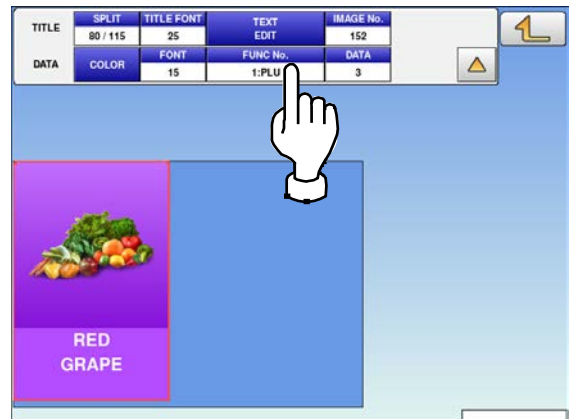 TITLE SPLIT TITLE FONT TEXT EDIT IMAGE No.
80 / 115 25 152
DATA COLOR FONT FUNC No. DATA
15 1:PLU 3
RED
GRAPE